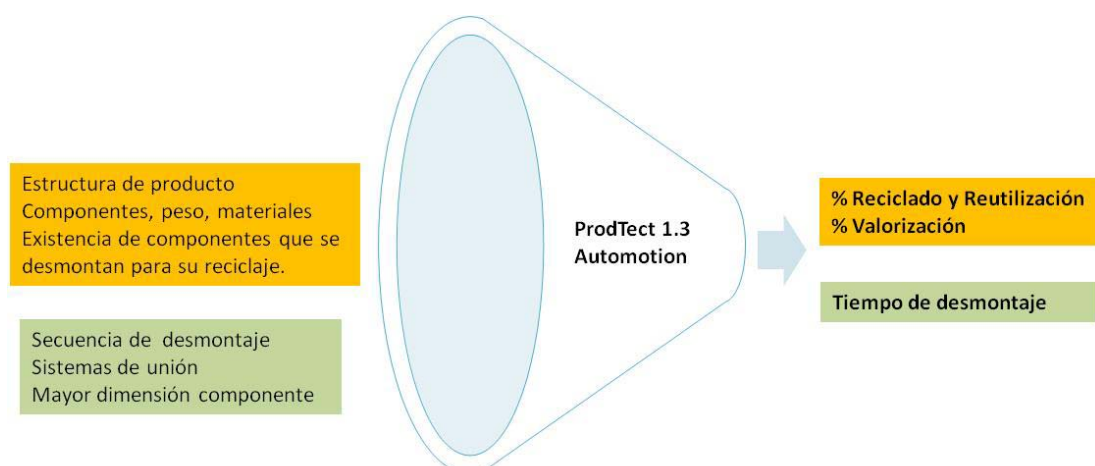 Estructura de producto
Componentes, peso, materiales
Existencia de componentes que se
desmontan para su reciclaje.
Secuencia de desmontaje
Sistemas de unión
Mayor dimensión componente
ProdTect 1.3
Automotion
% Reciclado y Reutilización
% Valorización
Tiempo de desmontaje